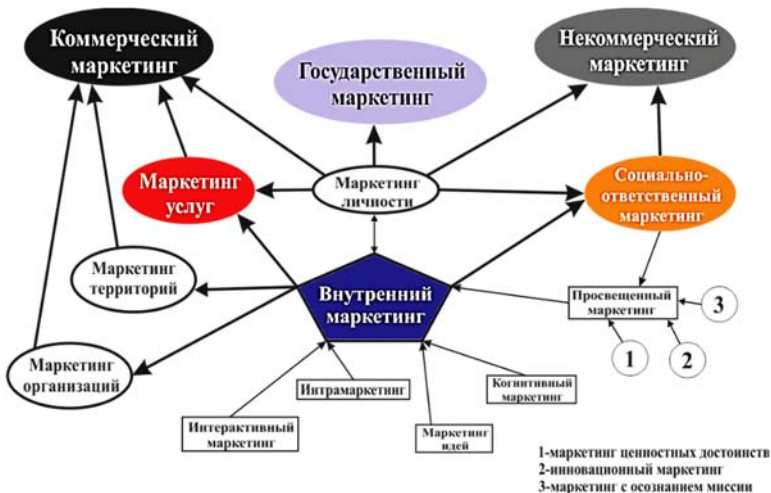 Коммерческий
маркетинг
Государственный
маркетинг
Некоммерческий
маркетинг
Маркетинг
услуг
Маркетинг
личности
Социально-
ответственный
маркетинг
Маркетинг
территорий
Внутренний
маркетинг
Просвещенный
маркетинг
3
1
2
Маркетинг
организаций
Интрамаркетинг
Когнитивный
маркетинг
Интерактивный
маркетинг
Маркетинг
идей
1-маркетинг ценностных достоинств
2-инновационный маркетинг
3-маркетинг с осознанием миссии